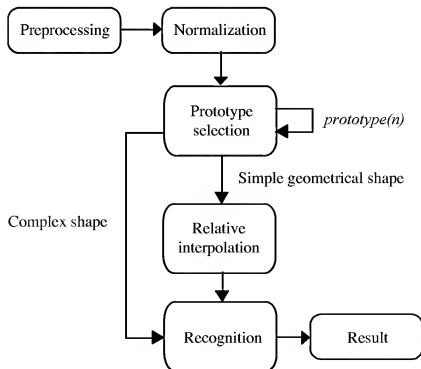 Preprocessing
Normalization
Prototype
selection
prototype(n)
Simple geometrical shape
Complex shape
Relative
interpolation
Recognition
Result